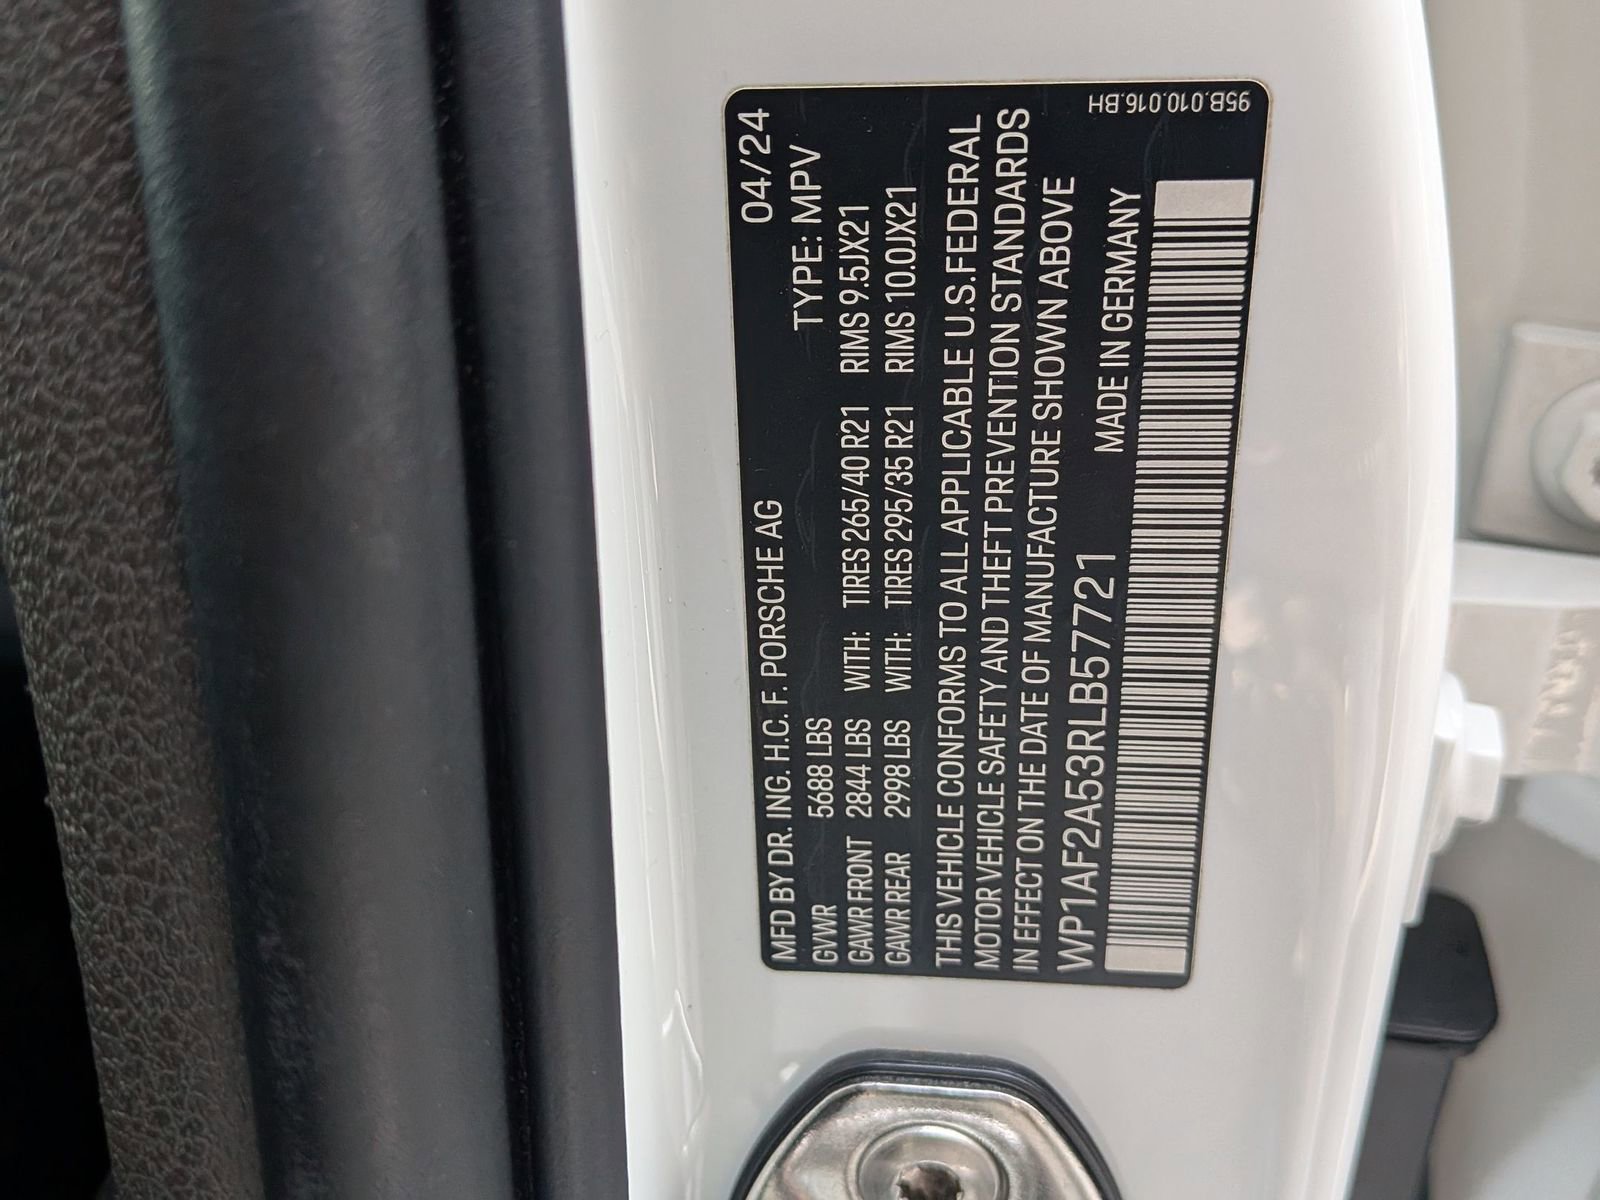 MFD BY DR. ING. H.C. F. PORSCHE AG 04/24
GVWR 5688 LBS TYPE: MPV
GAWR FRONT 2844 LBS WITH: TIRES 265/40 R21 RIMS 9.5JX21
GAWR REAR 2998 LBS WITH: TIRES 295/35 R21 RIMS 10.0JX21
THIS VEHICLE CONFORMS TO ALL APPLICABLE U.S.FEDERAL
MOTOR VEHICLE SAFETY AND THEFT PREVENTION STANDARDS
IN EFFECT ON THE DATE OF MANUFACTURE SHOWN ABOVE
WP1AF2A53RLB57721 MADE IN GERMANY
95B.010.016.BH